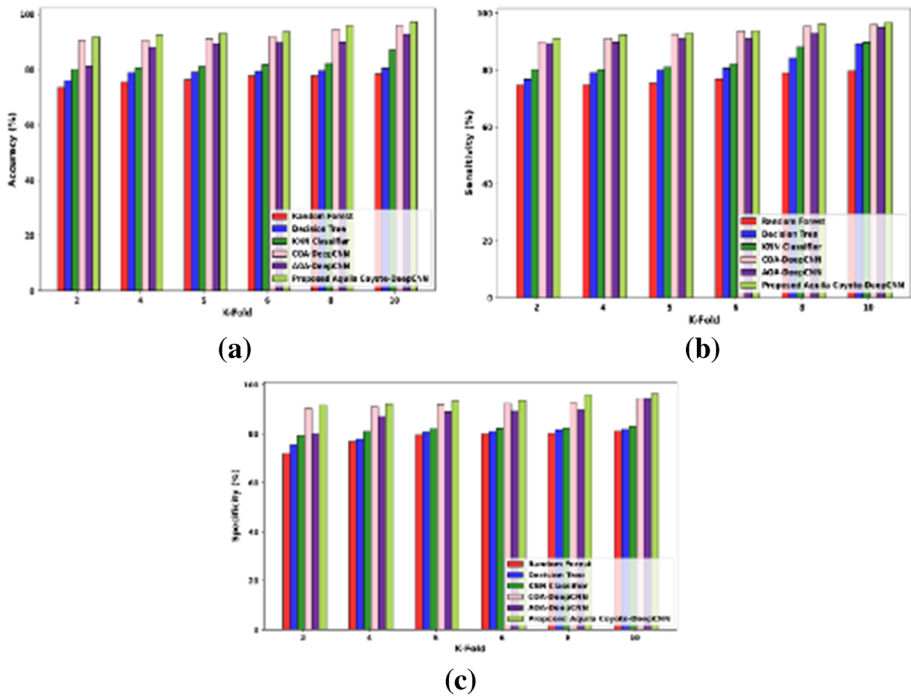 100
80
60
40
20
0
Accuracy (%)
Random Forest
Decision Tree
KNN Classifier
COA-DeepCNN
AOA-DeepCNN
Proposed Aquila Coyote-DeepCNN
2 4 5 6 8 10
K-Fold
(a)
100
80
60
40
20
0
Sensitivity (%)
Random Forest
Decision Tree
KNN Classifier
COA-DeepCNN
AOA-DeepCNN
Proposed Aquila Coyote-DeepCNN
2 4 5 6 8 10
K-Fold
(b)
100
80
60
40
20
0
Specificity (%)
Random Forest
Decision Tree
KNN Classifier
COA-DeepCNN
AOA-DeepCNN
Proposed Aquila Coyote-DeepCNN
4 10
K-Fold
(c)